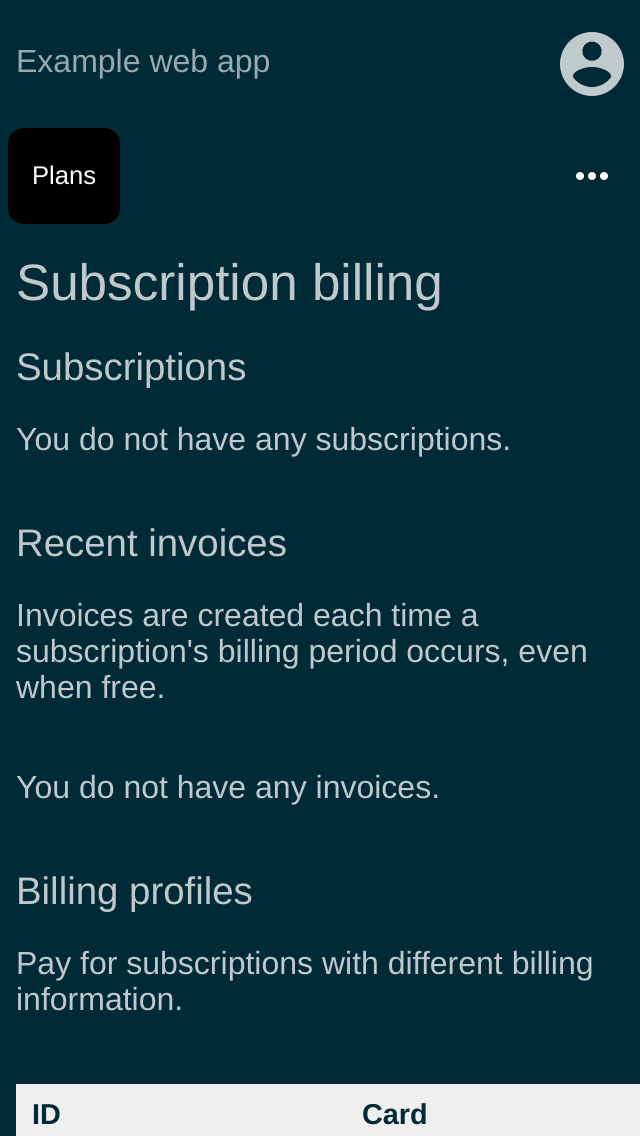 Example web app
Plans
Subscription billing
Subscriptions
You do not have any subscriptions.
Recent invoices
Invoices are created each time a
subscription's billing period occurs, even
when free.
You do not have any invoices.
Billing profiles
Pay for subscriptions with different billing
information.
ID Card